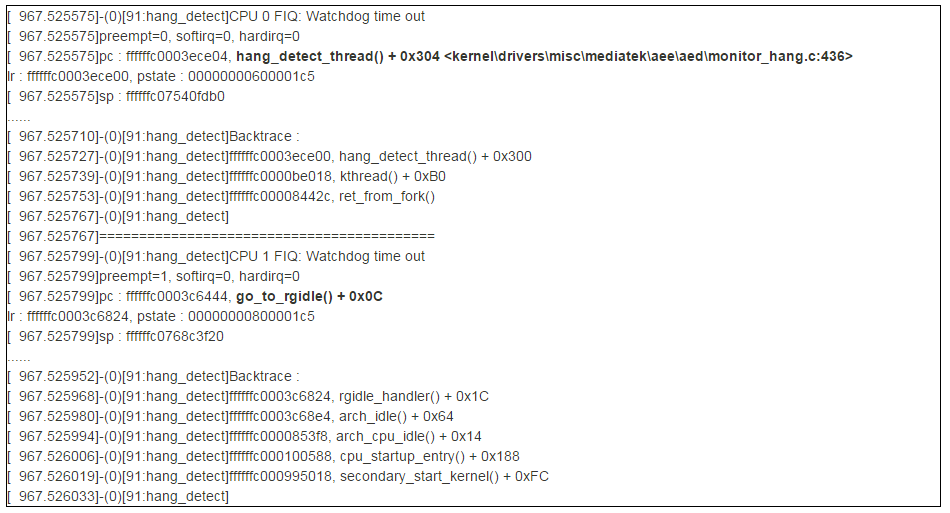 [ 967.525575]-(0)[91:hang_detect]CPU 0 FIQ: Watchdog time out
[ 967.525575]preempt=0, softirq=0, hardirq=0
[ 967.525575]pc : ffffffc0003ece04, hang_detect_thread() + 0x304 <kernel\drivers\misc\mediatek\aee\aed\monitor_hang.c:436>
lr : ffffffc0003ece00, pstate : 00000000600001c5
[ 967.525575]sp : ffffffc07540fdb0
......
[ 967.525710]-(0)[91:hang_detect]Backtrace :
[ 967.525727]-(0)[91:hang_detect]ffffffc0003ece00, hang_detect_thread() + 0x300
[ 967.525739]-(0)[91:hang_detect]ffffffc0000be018, kthread() + 0xB0
[ 967.525753]-(0)[91:hang_detect]ffffffc00008442c, ret_from_fork()
[ 967.525767]-(0)[91:hang_detect]
[ 967.525767]==========================================
[ 967.525799]-(0)[91:hang_detect]CPU 1 FIQ: Watchdog time out
[ 967.525799]preempt=1, softirq=0, hardirq=0
[ 967.525799]pc : ffffffc0003c6444, go_to_rgidle() + 0x0C
lr : ffffffc0003c6824, pstate : 00000000800001c5
[ 967.525799]sp : ffffffc0768c3f20
......
[ 967.525952]-(0)[91:hang_detect]Backtrace :
[ 967.525968]-(0)[91:hang_detect]ffffffc0003c6824, rgidle_handler() + 0x1C
[ 967.525980]-(0)[91:hang_detect]ffffffc0003c68e4, arch_idle() + 0x64
[ 967.525994]-(0)[91:hang_detect]ffffffc0000853f8, arch_cpu_idle() + 0x14
[ 967.526006]-(0)[91:hang_detect]ffffffc000100588, cpu_startup_entry() + 0x188
[ 967.526019]-(0)[91:hang_detect]ffffffc000995018, secondary_start_kernel() + 0xFC
[ 967.526033]-(0)[91:hang_detect]